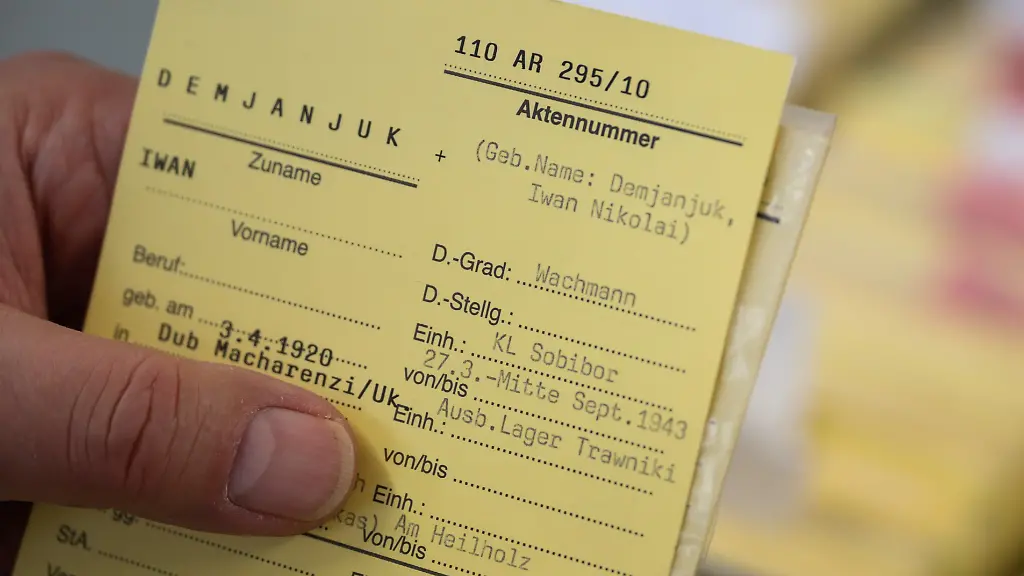 110 AR 295/10
Aktennummer
DEMJANJUK
Zuname
+ (Geb.Name: Demjanjuk,
Iwan Nikolai)
IWAN
Vorname
D.-Grad: Wachmann
Beruf:
D.-Stellg.:
geb. am 3.4.1920
Einh.: KL Sobibor
in Dub Macharenzi/Uk
von/bis 27.3.-Mitte Sept.1943
Einh.: Ausb.Lager Trawniki
von/bis
Einh.:
Am Heilholz
von/bis
StA.